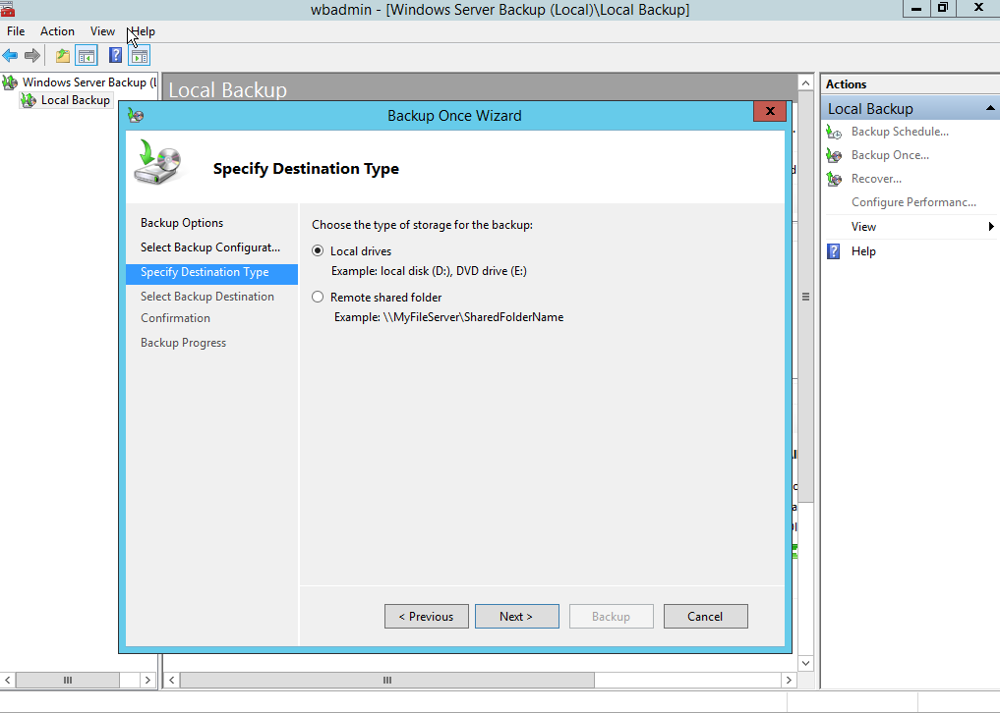 wbadmin - [Windows Server Backup (Local)\Local Backup]
File Action View Help
Windows Server Backup (L
Local Backup
Local Backup
Actions
Local Backup
Backup Schedule...
Backup Once...
Recover...
Configure Performanc...
View
Help
Backup Once Wizard
Specify Destination Type
Backup Options
Select Backup Configurat...
Specify Destination Type
Select Backup Destination
Confirmation
Backup Progress
Choose the type of storage for the backup:
Local drives
Example: local disk (D:), DVD drive (E:)
Remote shared folder
Example: \\MyFileServer\SharedFolderName
< Previous
Next >
Backup
Cancel